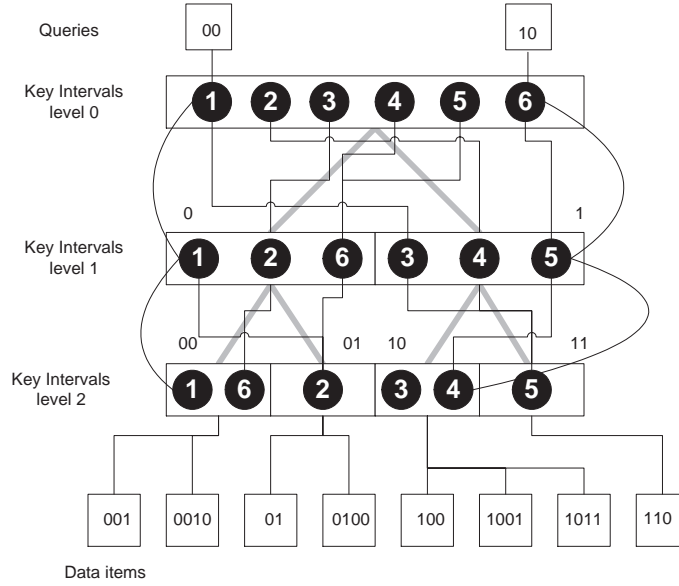 Queries
00
10
Key Intervals
level 0
1 2 3 4 5 6
0
1
Key Intervals
level 1
1 2 6 3 4 5
00
01
10
11
Key Intervals
level 2
1 6 2 3 4 5
001 0010 01 0100 100 1001 1011 110
Data items